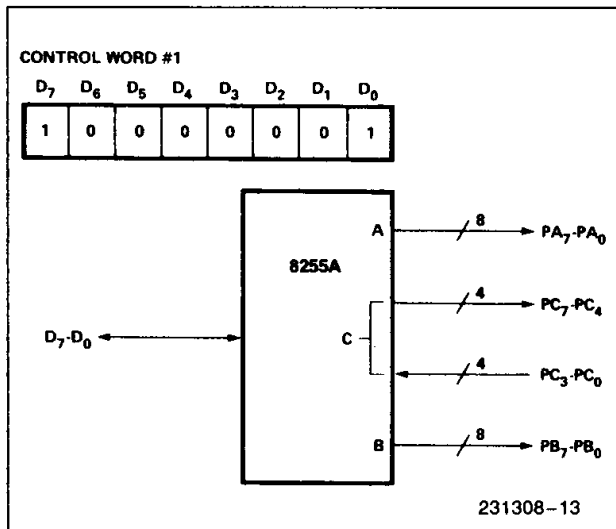 CONTROL WORD #1
D₇ D₆ D₅ D₄ D₃ D₂ D₁ D₀
1 0 0 0 0 0 0 1
A 8 PA₇-PA₀
8255A
4 PC₇-PC₄
D₇-D₀ C
4 PC₃-PC₀
B 8 PB₇-PB₀
231308-13